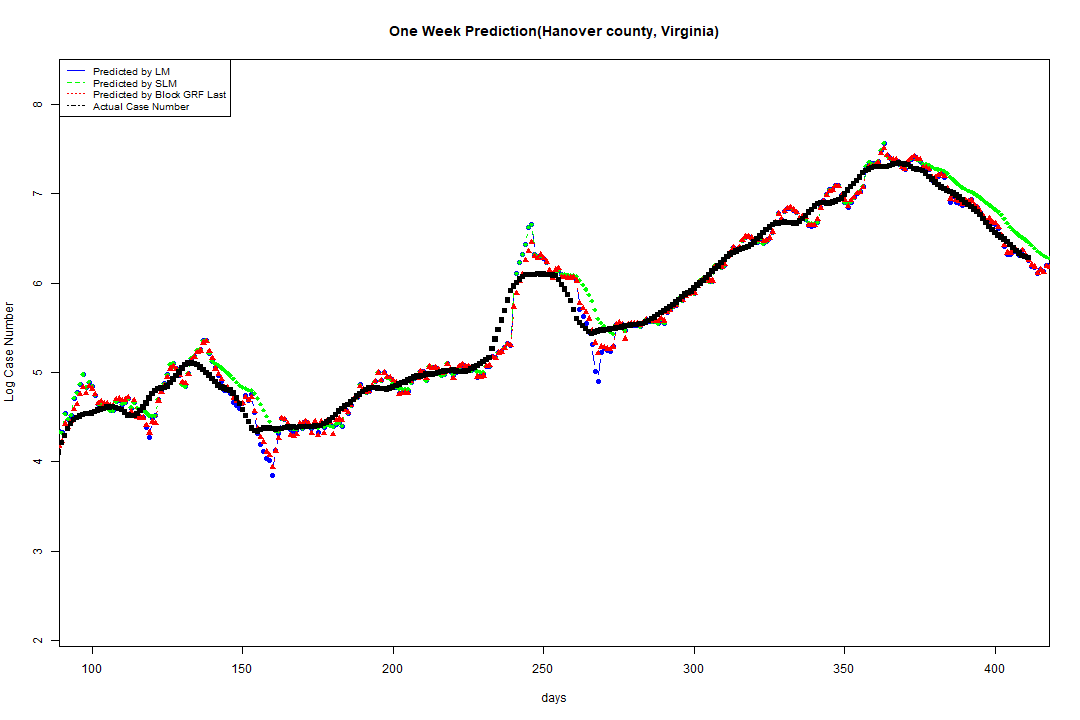 One Week Prediction(Hanover county, Virginia)
Predicted by LM
Predicted by SLM
Predicted by Block GRF Last
Actual Case Number
8
7
6
5
4
3
2
Log Case Number
100 150 200 250 300 350 400
days